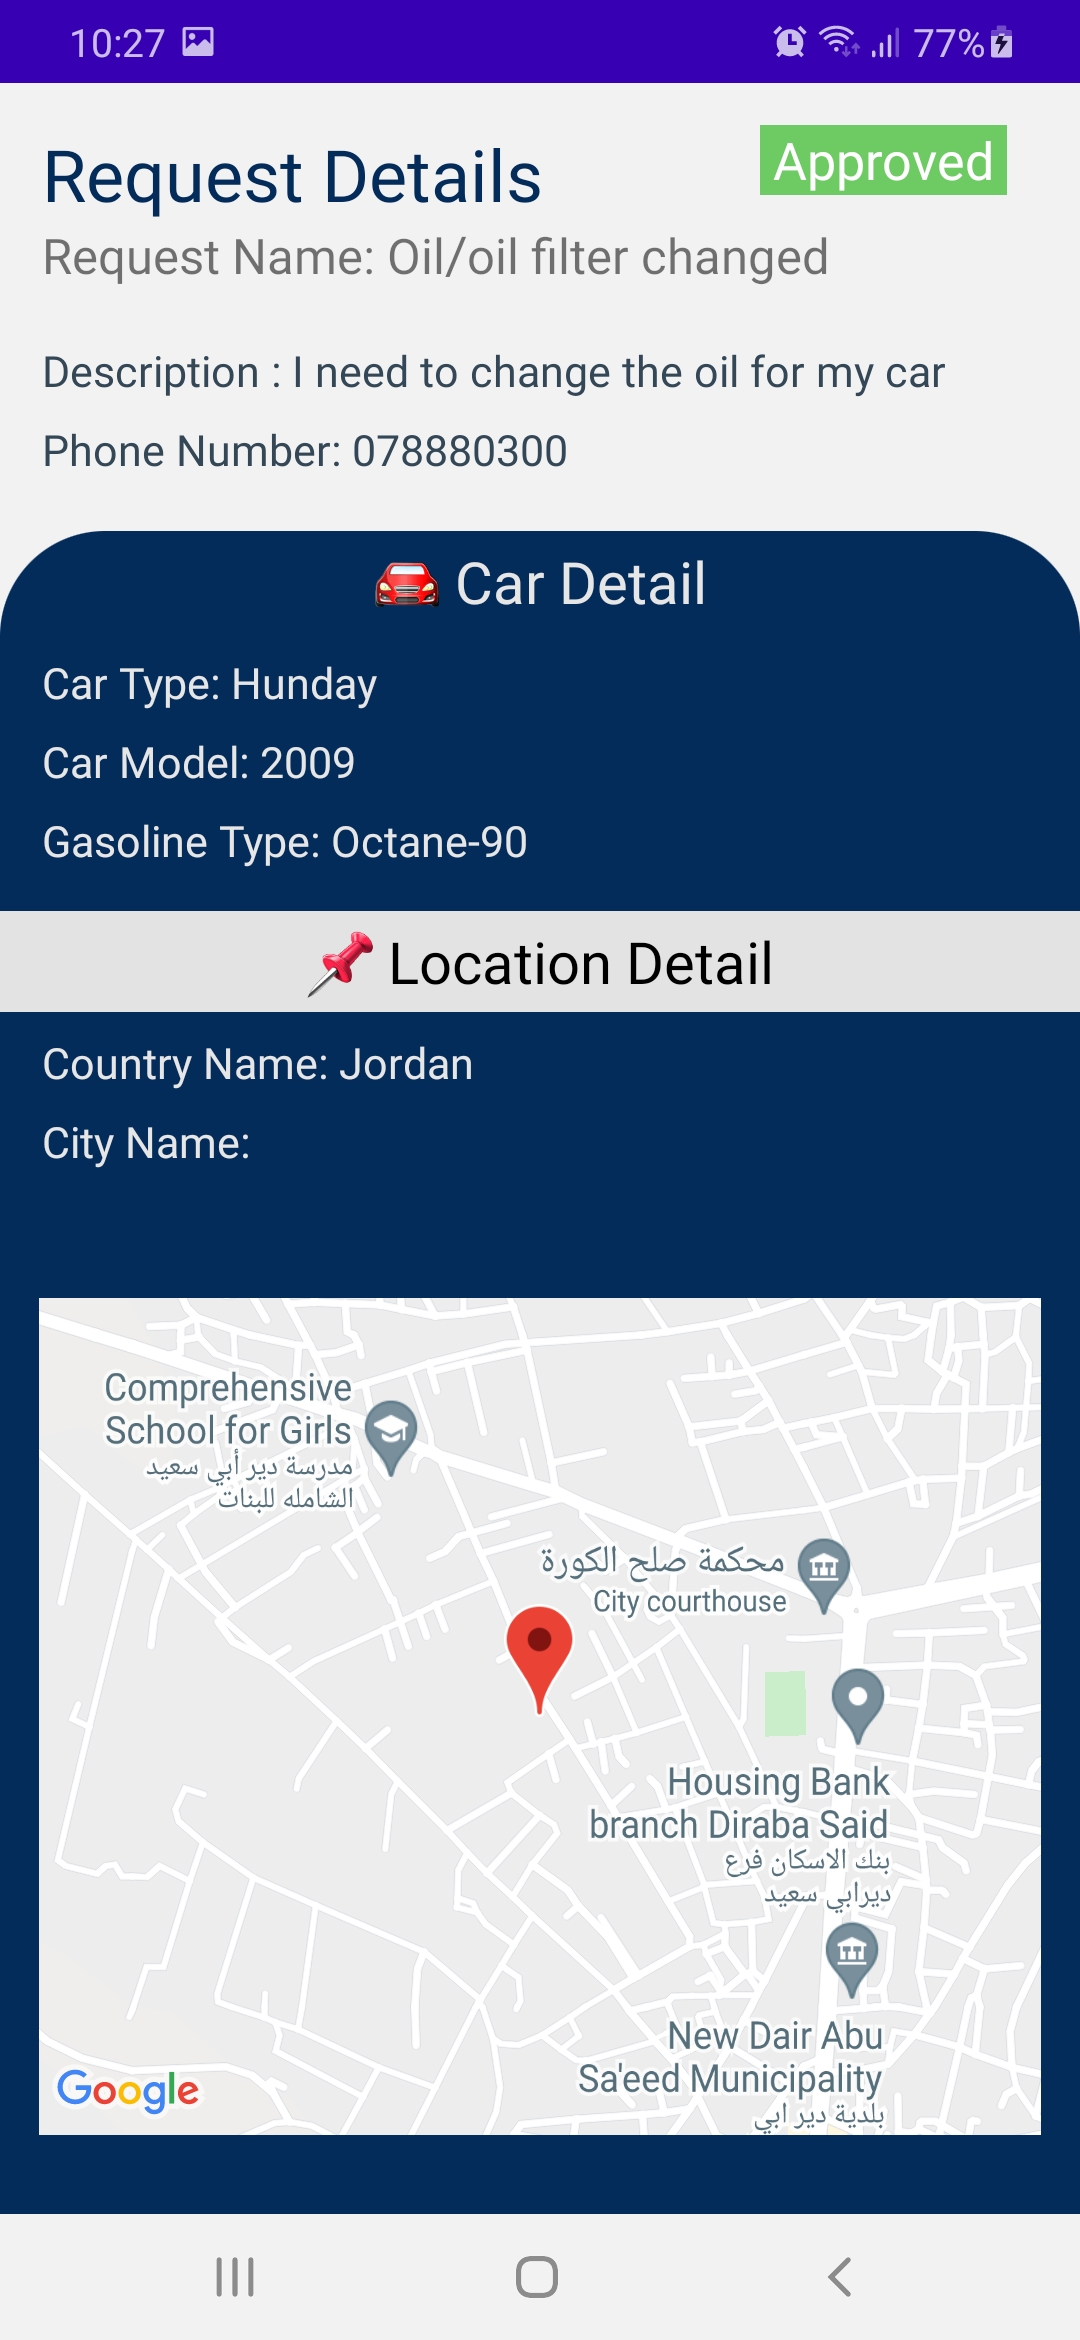 10:27
77%
Request Details
Approved
Request Name: Oil/oil filter changed
Description : I need to change the oil for my car
Phone Number: 078880300
Car Detail
Car Type: Hunday
Car Model: 2009
Gasoline Type: Octane-90
Location Detail
Country Name: Jordan
City Name:
Comprehensive
School for Girls
مدرسة دير أبي سعيد
الشامله للبنات
محكمة صلح الكورة
City courthouse
Housing Bank
branch Diraba Said
بنك الاسكان فرع
ديرابي سعيد
New Dair Abu
Sa'eed Municipality
بلدية دير ابي
Google